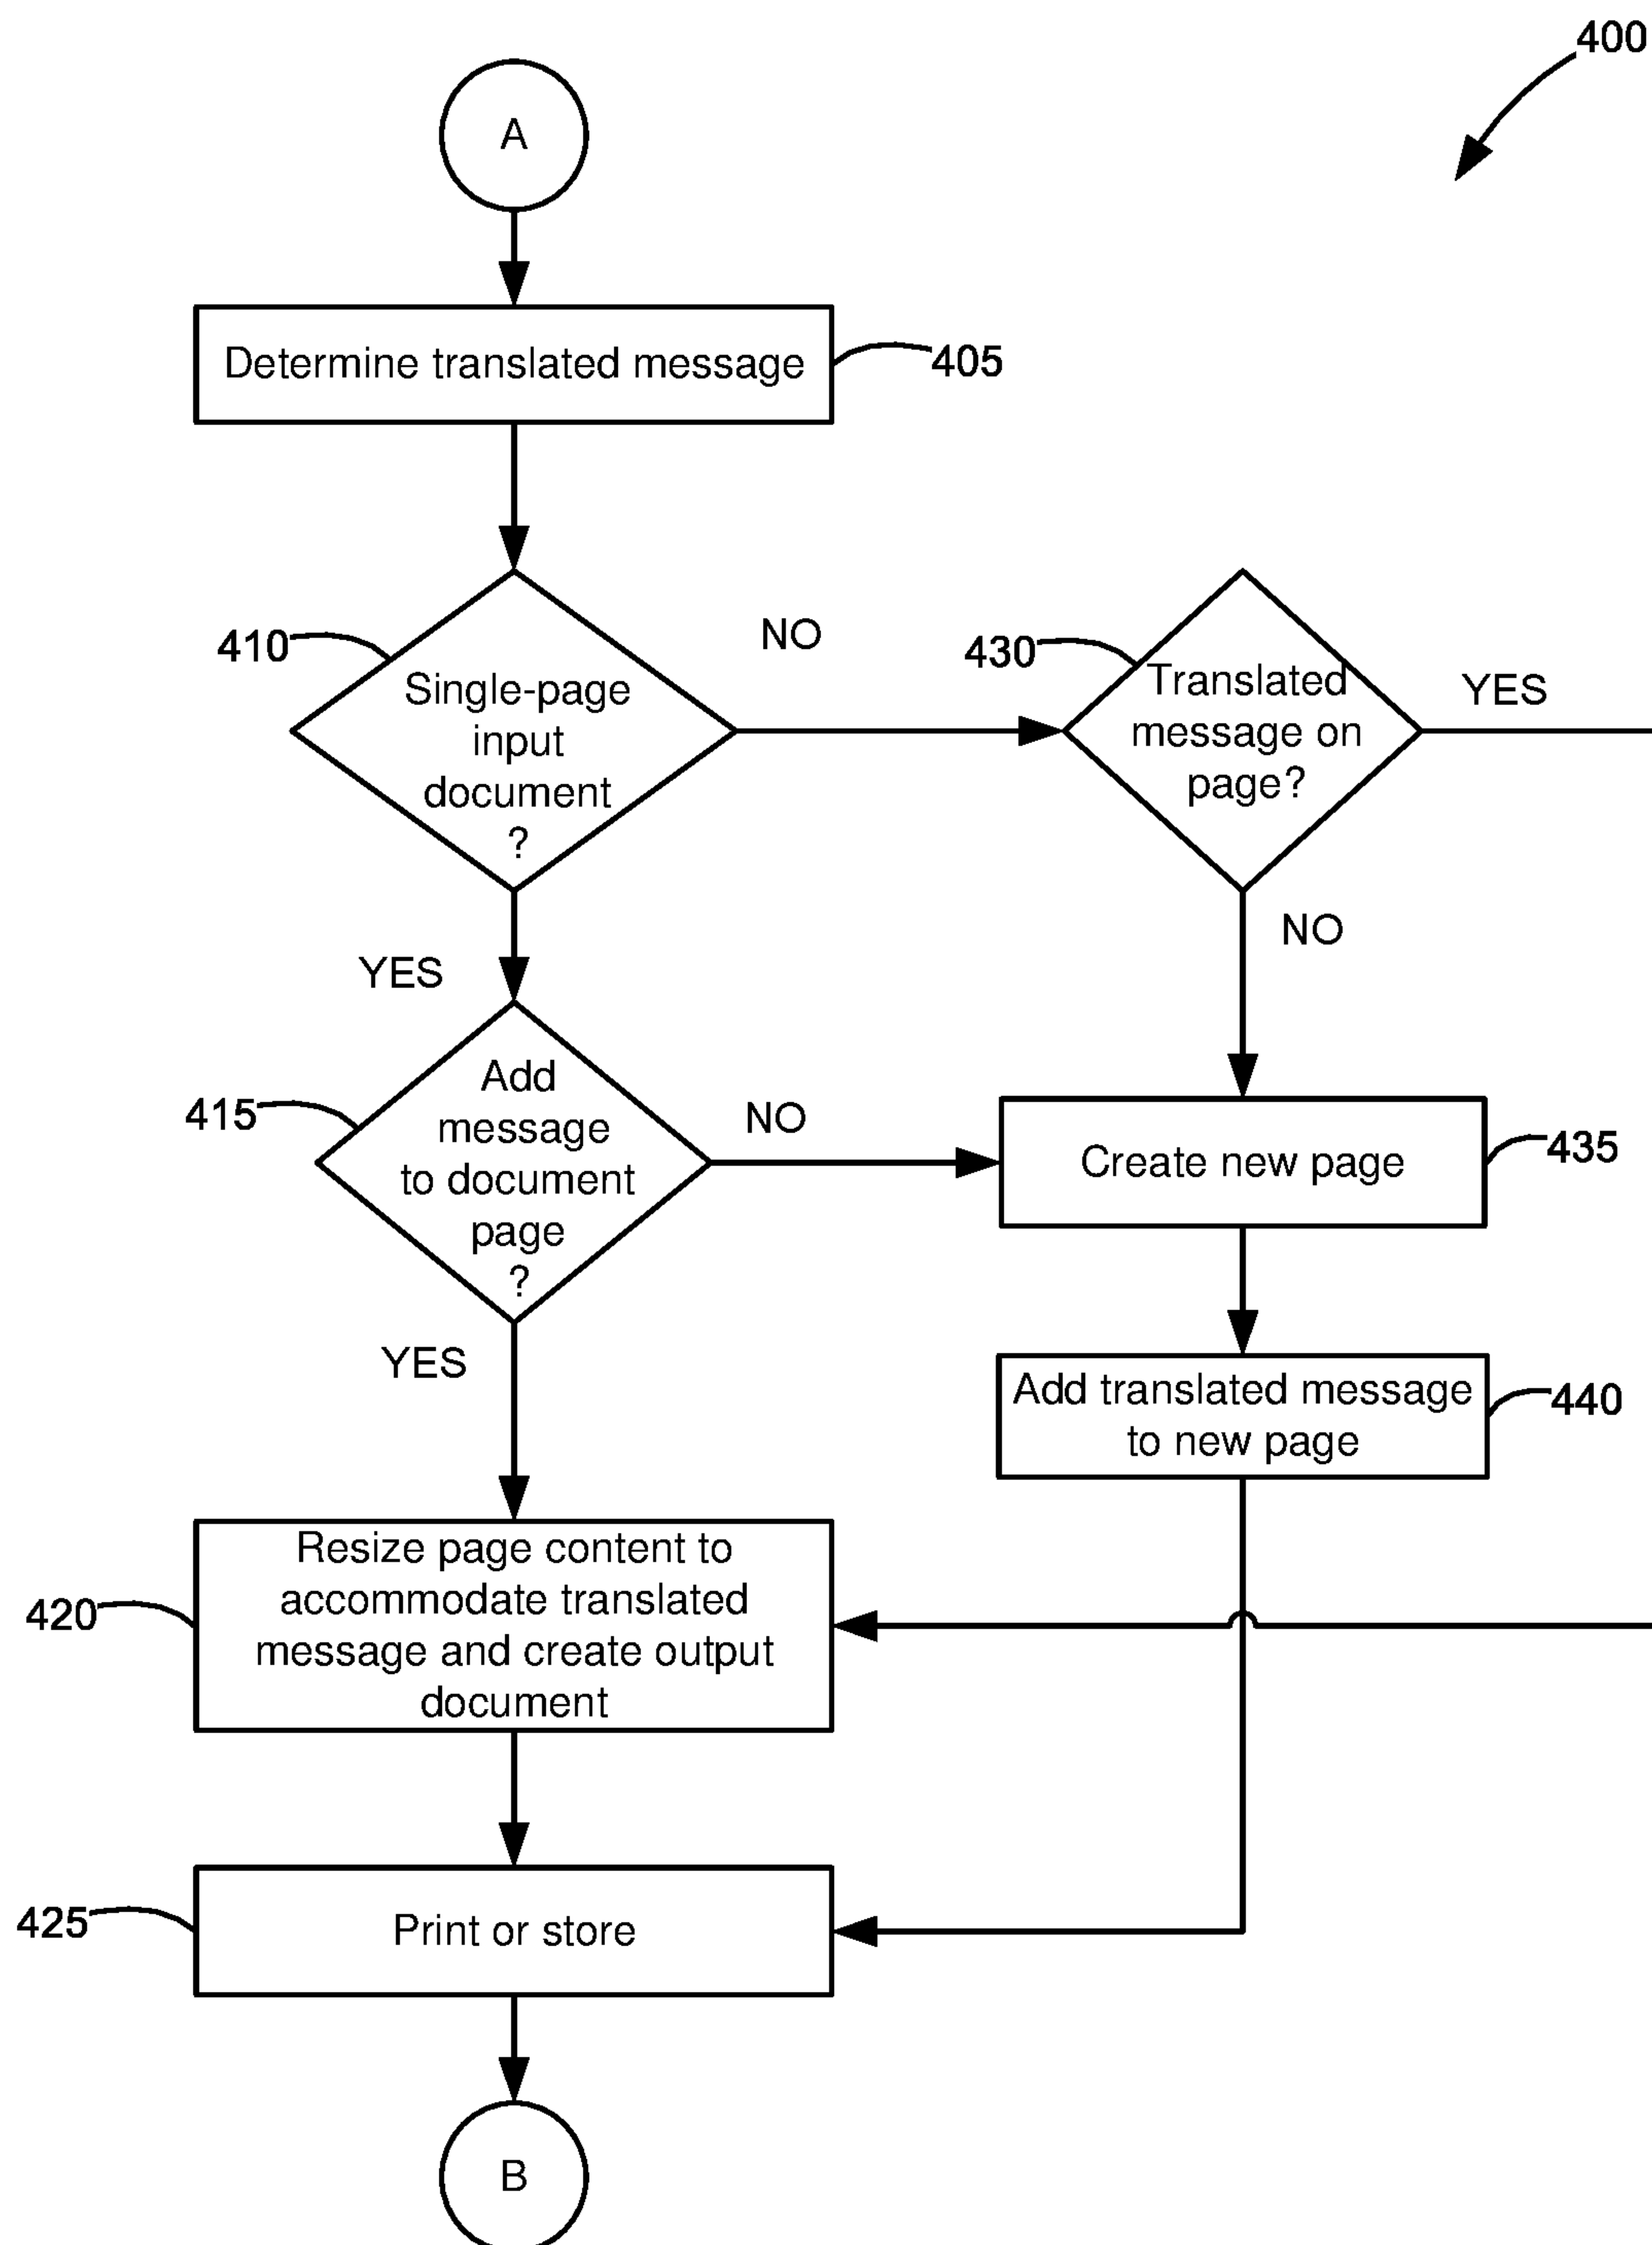 400
A
Determine translated message
405
410
Single-page
input
document
?
NO
430
Translated
message on
page?
YES
YES
NO
415
Add
message
to document
page
?
NO
Create new page
435
YES
Add translated message
to new page
440
420
Resize page content to
accommodate translated
message and create output
document
425
Print or store
B